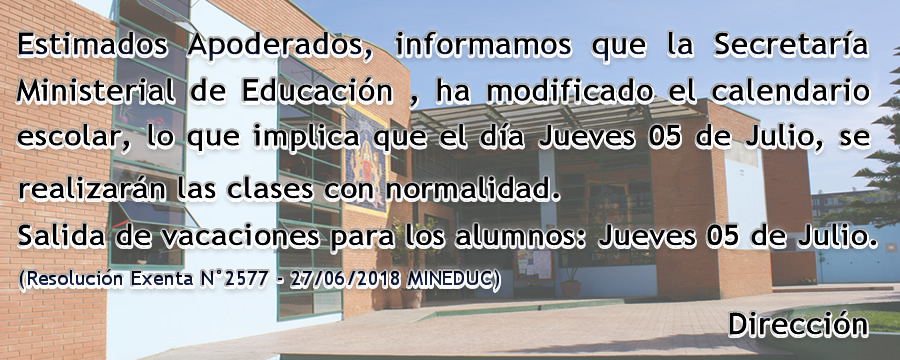 Estimados Apoderados, informamos que la Secretaría
Ministerial de Educación , ha modificado el calendario
escolar, lo que implica que el día Jueves 05 de Julio, se
realizarán las clases con normalidad.
Salida de vacaciones para los alumnos: Jueves 05 de Julio.
(Resolución Exenta N°2577 - 27/06/2018 MINEDUC)
Dirección